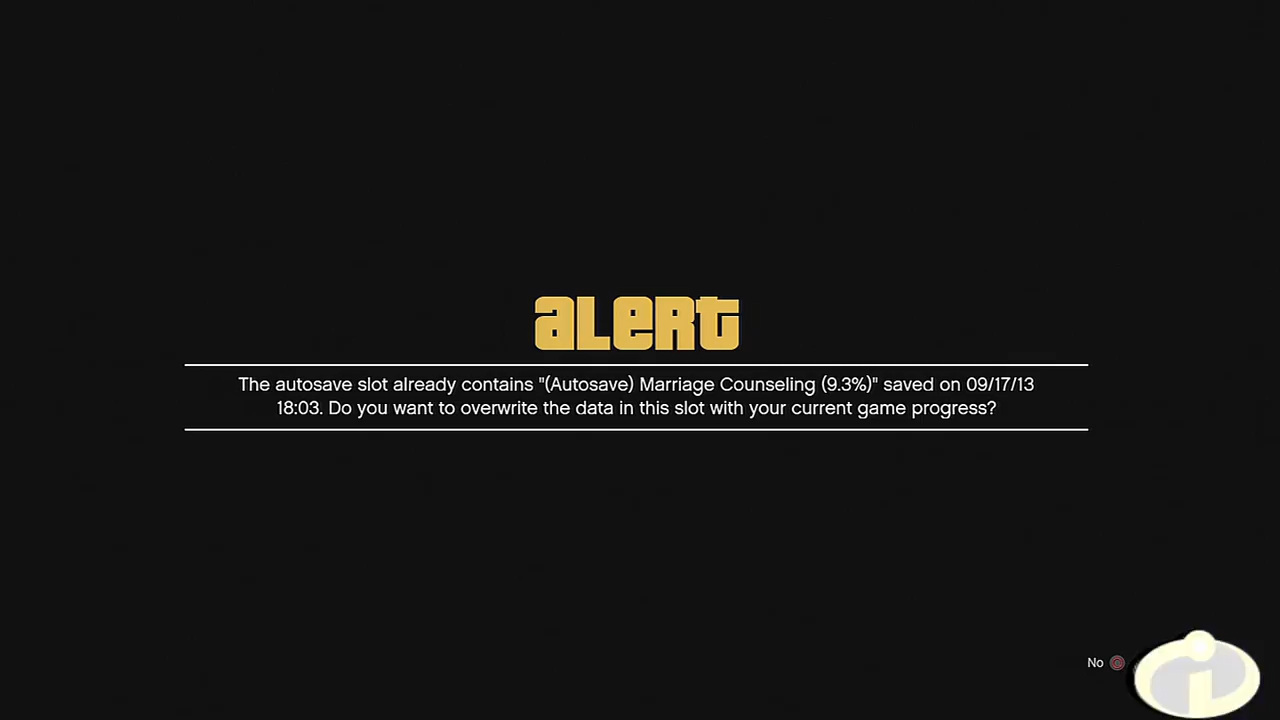 aLeRt
The autosave slot already contains "(Autosave) Marriage Counseling (9.3%)" saved on 09/17/13
18:03. Do you want to overwrite the data in this slot with your current game progress?
No